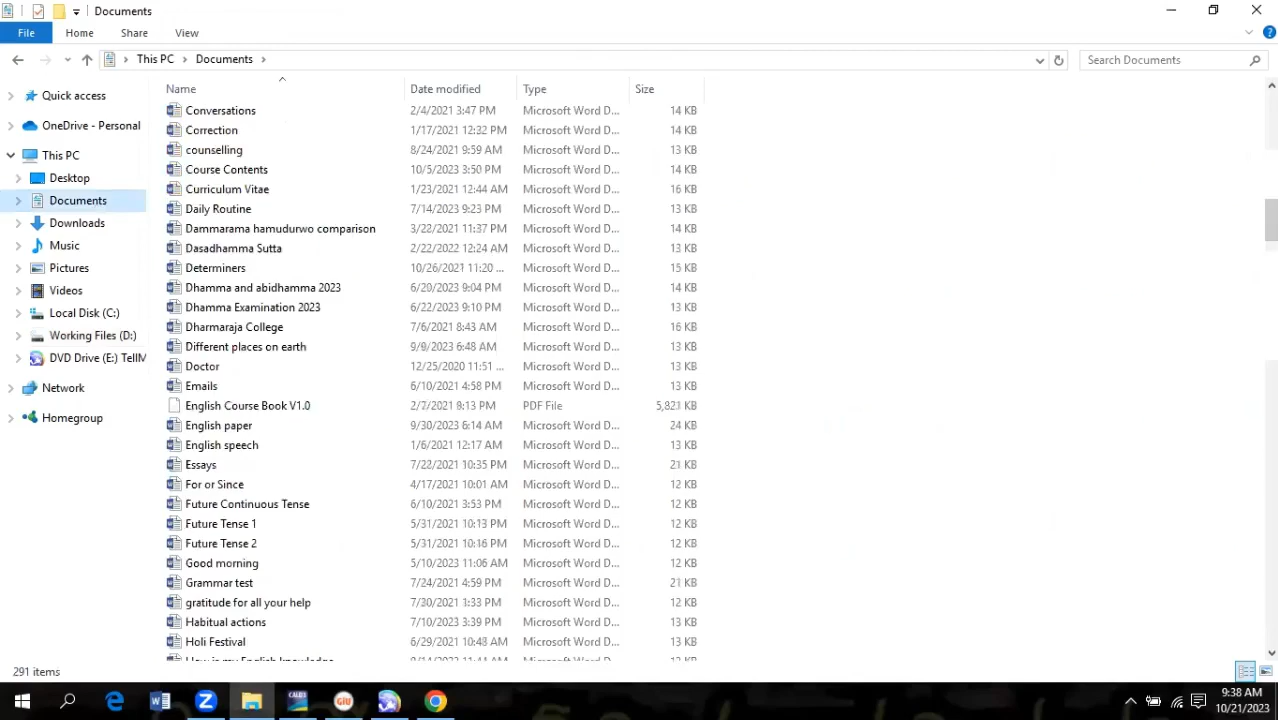 Documents
File Home Share View
This PC Documents
Search Documents
Name Date modified Type Size
Quick access
OneDrive - Personal
This PC
Desktop
Documents
Downloads
Music
Pictures
Videos
Local Disk (C:)
Working Files (D:)
DVD Drive (E:) TellM
Network
Homegroup
Conversations 2/4/2021 3:47 PM Microsoft Word D... 14 KB
Correction 1/17/2021 12:32 PM Microsoft Word D... 14 KB
counselling 8/24/2021 9:59 AM Microsoft Word D... 13 KB
Course Contents 10/5/2023 3:50 PM Microsoft Word D... 14 KB
Curriculum Vitae 1/23/2021 12:44 AM Microsoft Word D... 16 KB
Daily Routine 7/14/2023 9:23 PM Microsoft Word D... 13 KB
Dammarama hamudurwo comparison 3/28/2021 11:37 PM Microsoft Word D... 14 KB
Dasadhamma Sutta 2/22/2022 12:24 AM Microsoft Word D... 13 KB
Determiners 10/26/2021 11:20 ... Microsoft Word D... 15 KB
Dhamma and abidhamma 2023 6/20/2023 9:04 PM Microsoft Word D... 14 KB
Dhamma Examination 2023 6/22/2023 9:10 PM Microsoft Word D... 13 KB
Dharmaraja College 7/6/2021 8:43 AM Microsoft Word D... 16 KB
Different places on earth 9/9/2023 6:48 AM Microsoft Word D... 13 KB
Doctor 12/25/2020 11:51 ... Microsoft Word D... 13 KB
Emails 6/10/2021 4:58 PM Microsoft Word D... 13 KB
English Course Book V1.0 2/7/2021 8:13 PM PDF File 5,821 KB
English paper 9/30/2023 6:14 AM Microsoft Word D... 24 KB
English speech 1/6/2021 12:17 AM Microsoft Word D... 13 KB
Essays 7/22/2021 10:35 PM Microsoft Word D... 21 KB
For or Since 4/17/2021 10:01 AM Microsoft Word D... 12 KB
Future Continuous Tense 6/10/2021 3:53 PM Microsoft Word D... 12 KB
Future Tense 1 5/31/2021 10:13 PM Microsoft Word D... 12 KB
Future Tense 2 5/31/2021 10:16 PM Microsoft Word D... 12 KB
Good morning 5/10/2023 11:06 AM Microsoft Word D... 12 KB
Grammar test 7/24/2021 4:59 PM Microsoft Word D... 21 KB
gratitude for all your help 7/30/2021 1:33 PM Microsoft Word D... 12 KB
Habitual actions 7/10/2023 3:39 PM Microsoft Word D... 13 KB
Holi Festival 6/29/2021 10:48 AM Microsoft Word D... 13 KB
How is my English knowledge
291 items
9:38 AM
10/21/2023